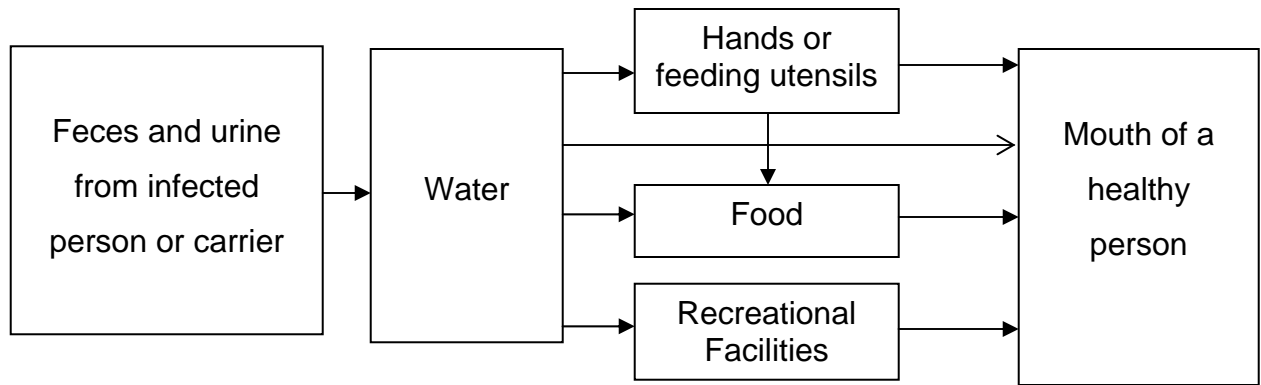 Feces and urine
from infected
person or carrier
Water
Hands or
feeding utensils
Food
Recreational
Facilities
Mouth of a
healthy
person